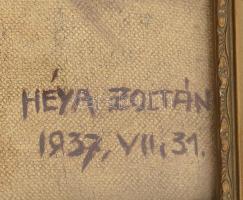 HÉYA ZOLTÁN
1937, VII, 31.